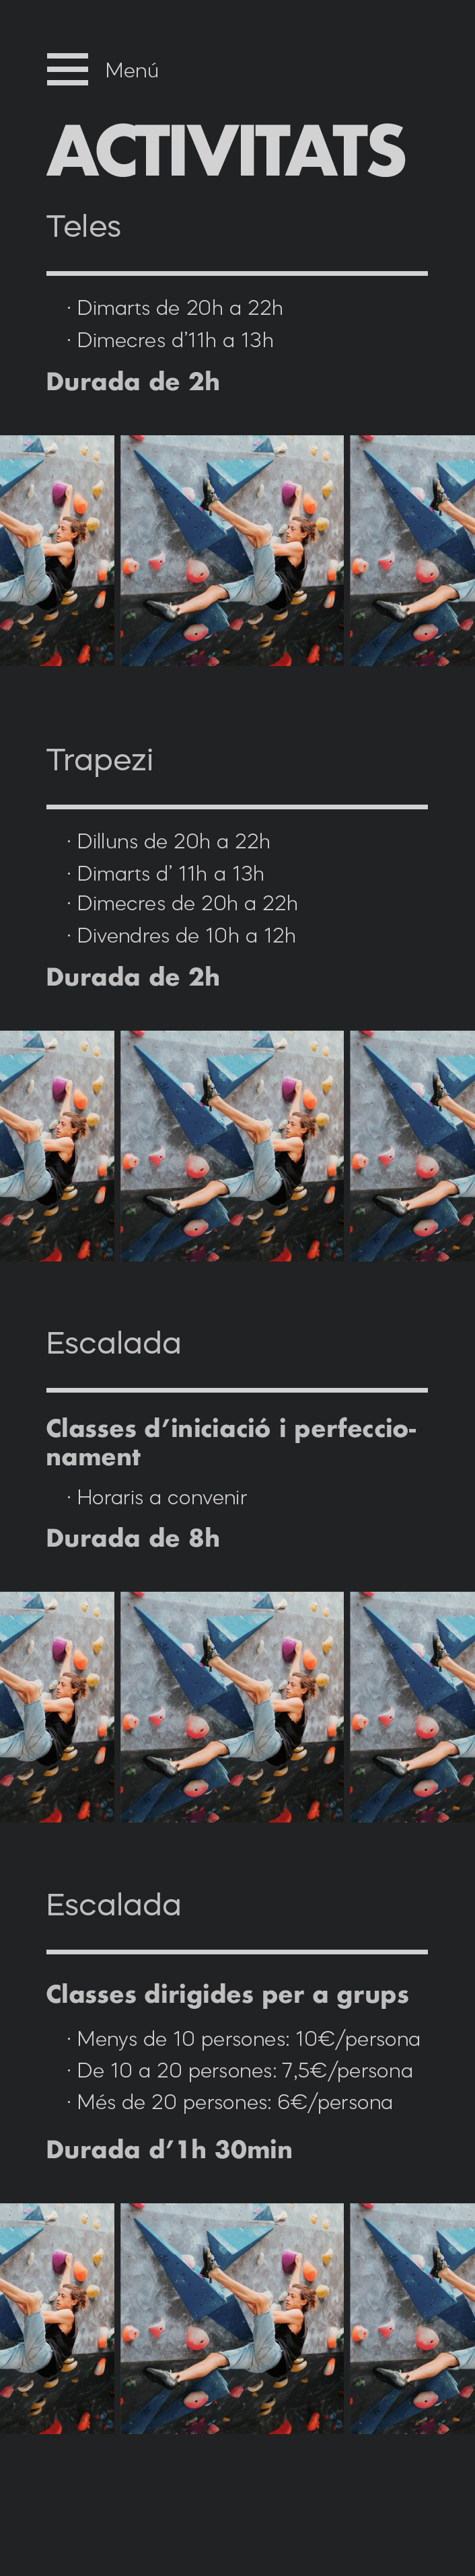 Menú
ACTIVITATS
Teles
· Dimarts de 20h a 22h
· Dimecres d’11h a 13h
Durada de 2h
Trapezi
· Dilluns de 20h a 22h
· Dimarts d’ 11h a 13h
· Dimecres de 20h a 22h
· Divendres de 10h a 12h
Durada de 2h
Escalada
Classes d’iniciació i perfeccio-
nament
· Horaris a convenir
Durada de 8h
Escalada
Classes dirigides per a grups
· Menys de 10 persones: 10€/persona
· De 10 a 20 persones: 7,5€/persona
· Més de 20 persones: 6€/persona
Durada d’1h 30min